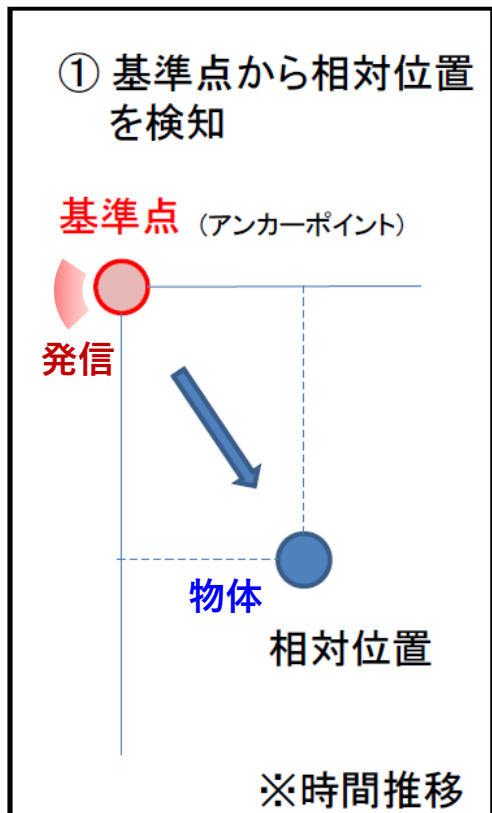 ① 基準点から相対位置
を検知
基準点 (アンカーポイント)
発信
物体
相対位置
※時間推移